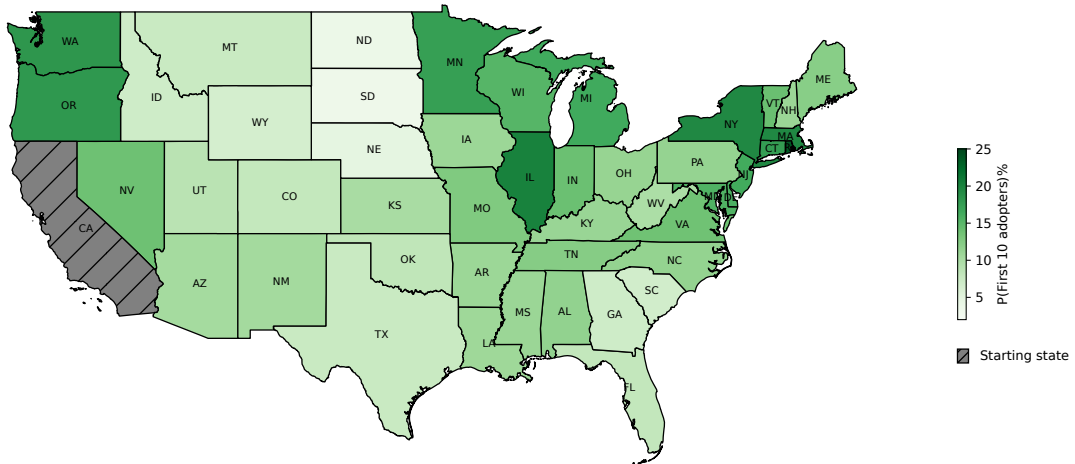 WA
MT
ND
MN
OR
ID
SD
WI
MI
ME
WY
VT
NH
NY
MA
CT
IA
NE
PA
NV
UT
CO
IL
IN
OH
NJ
MD
DE
WV
KS
MO
KY
VA
CA
AZ
NM
OK
AR
TN
NC
SC
TX
LA
MS
AL
GA
FL
25
20
15
10
5
P(First 10 adopters)%
Starting state